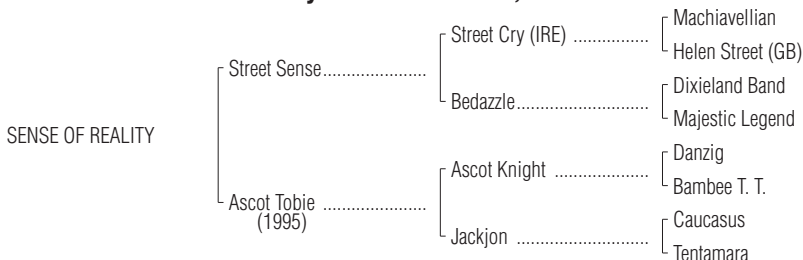 Machiavellian
Street Cry (IRE) ......................
Helen Street (GB)
Street Sense......................
Dixieland Band
Bedazzle............................
Majestic Legend
SENSE OF REALITY
Danzig
Ascot Knight ....................
Bambee T. T.
Ascot Tobie ......................
(1995)
Caucasus
Jackjon ............................
Tentamara